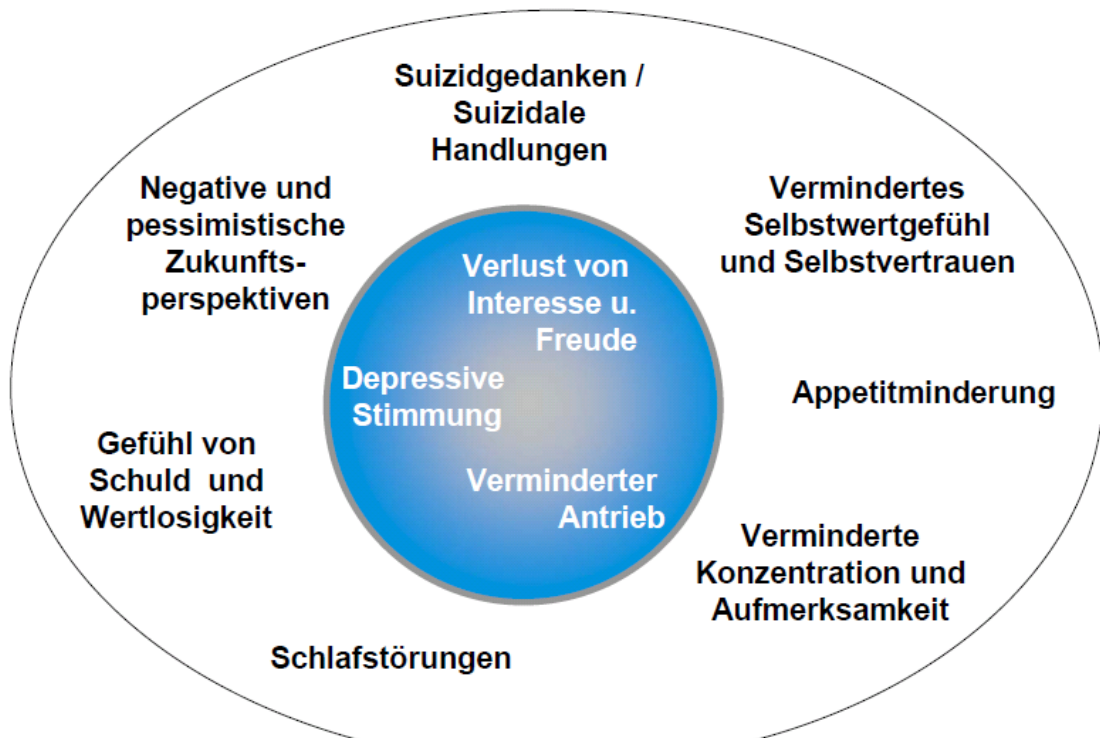 Suizidgedanken /
Suizidale
Handlungen
Negative und
pessimistische
Zukunfts-
perspektiven
Vermindertes
Selbstwertgefühl
und Selbstvertrauen
Verlust von
Interesse u.
Freude
Depressive
Stimmung
Appetitminderung
Gefühl von
Schuld und
Wertlosigkeit
Verminderter
Antrieb
Verminderte
Konzentration und
Aufmerksamkeit
Schlafstörungen